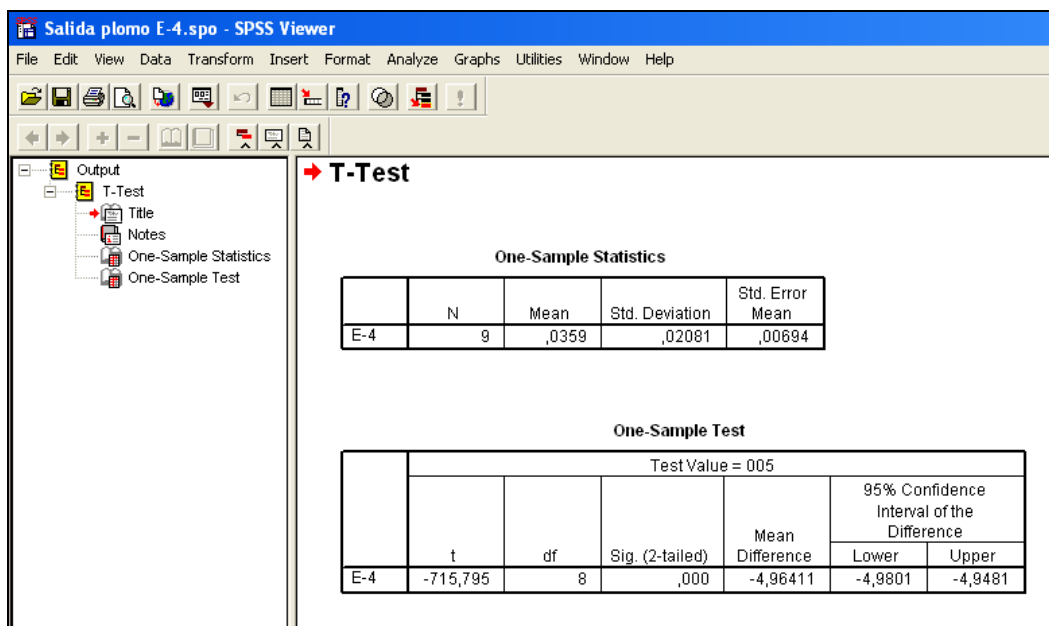 Salida plomo E-4.spo - SPSS Viewer
File Edit View Data Transform Insert Format Analyze Graphs Utilities Window Help
Output
T-Test
Title
Notes
One-Sample Statistics
One-Sample Test
T-Test
One-Sample Statistics
N Mean Std. Deviation Std. Error Mean
E-4 9 ,0359 ,02081 ,00694
One-Sample Test
Test Value = 005
95% Confidence
Interval of the
Difference
t df Sig. (2-tailed) Mean Difference Lower Upper
E-4 -715,795 8 ,000 -4,96411 -4,9801 -4,9481